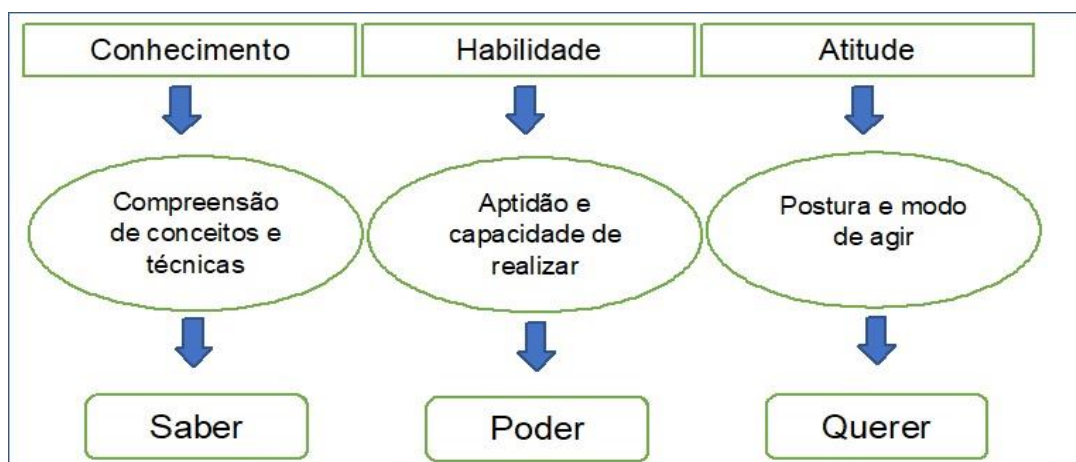 Conhecimento
Habilidade
Atitude
Compreensão
de conceitos e
técnicas
Aptidão e
capacidade de
realizar
Postura e modo
de agir
Saber
Poder
Querer